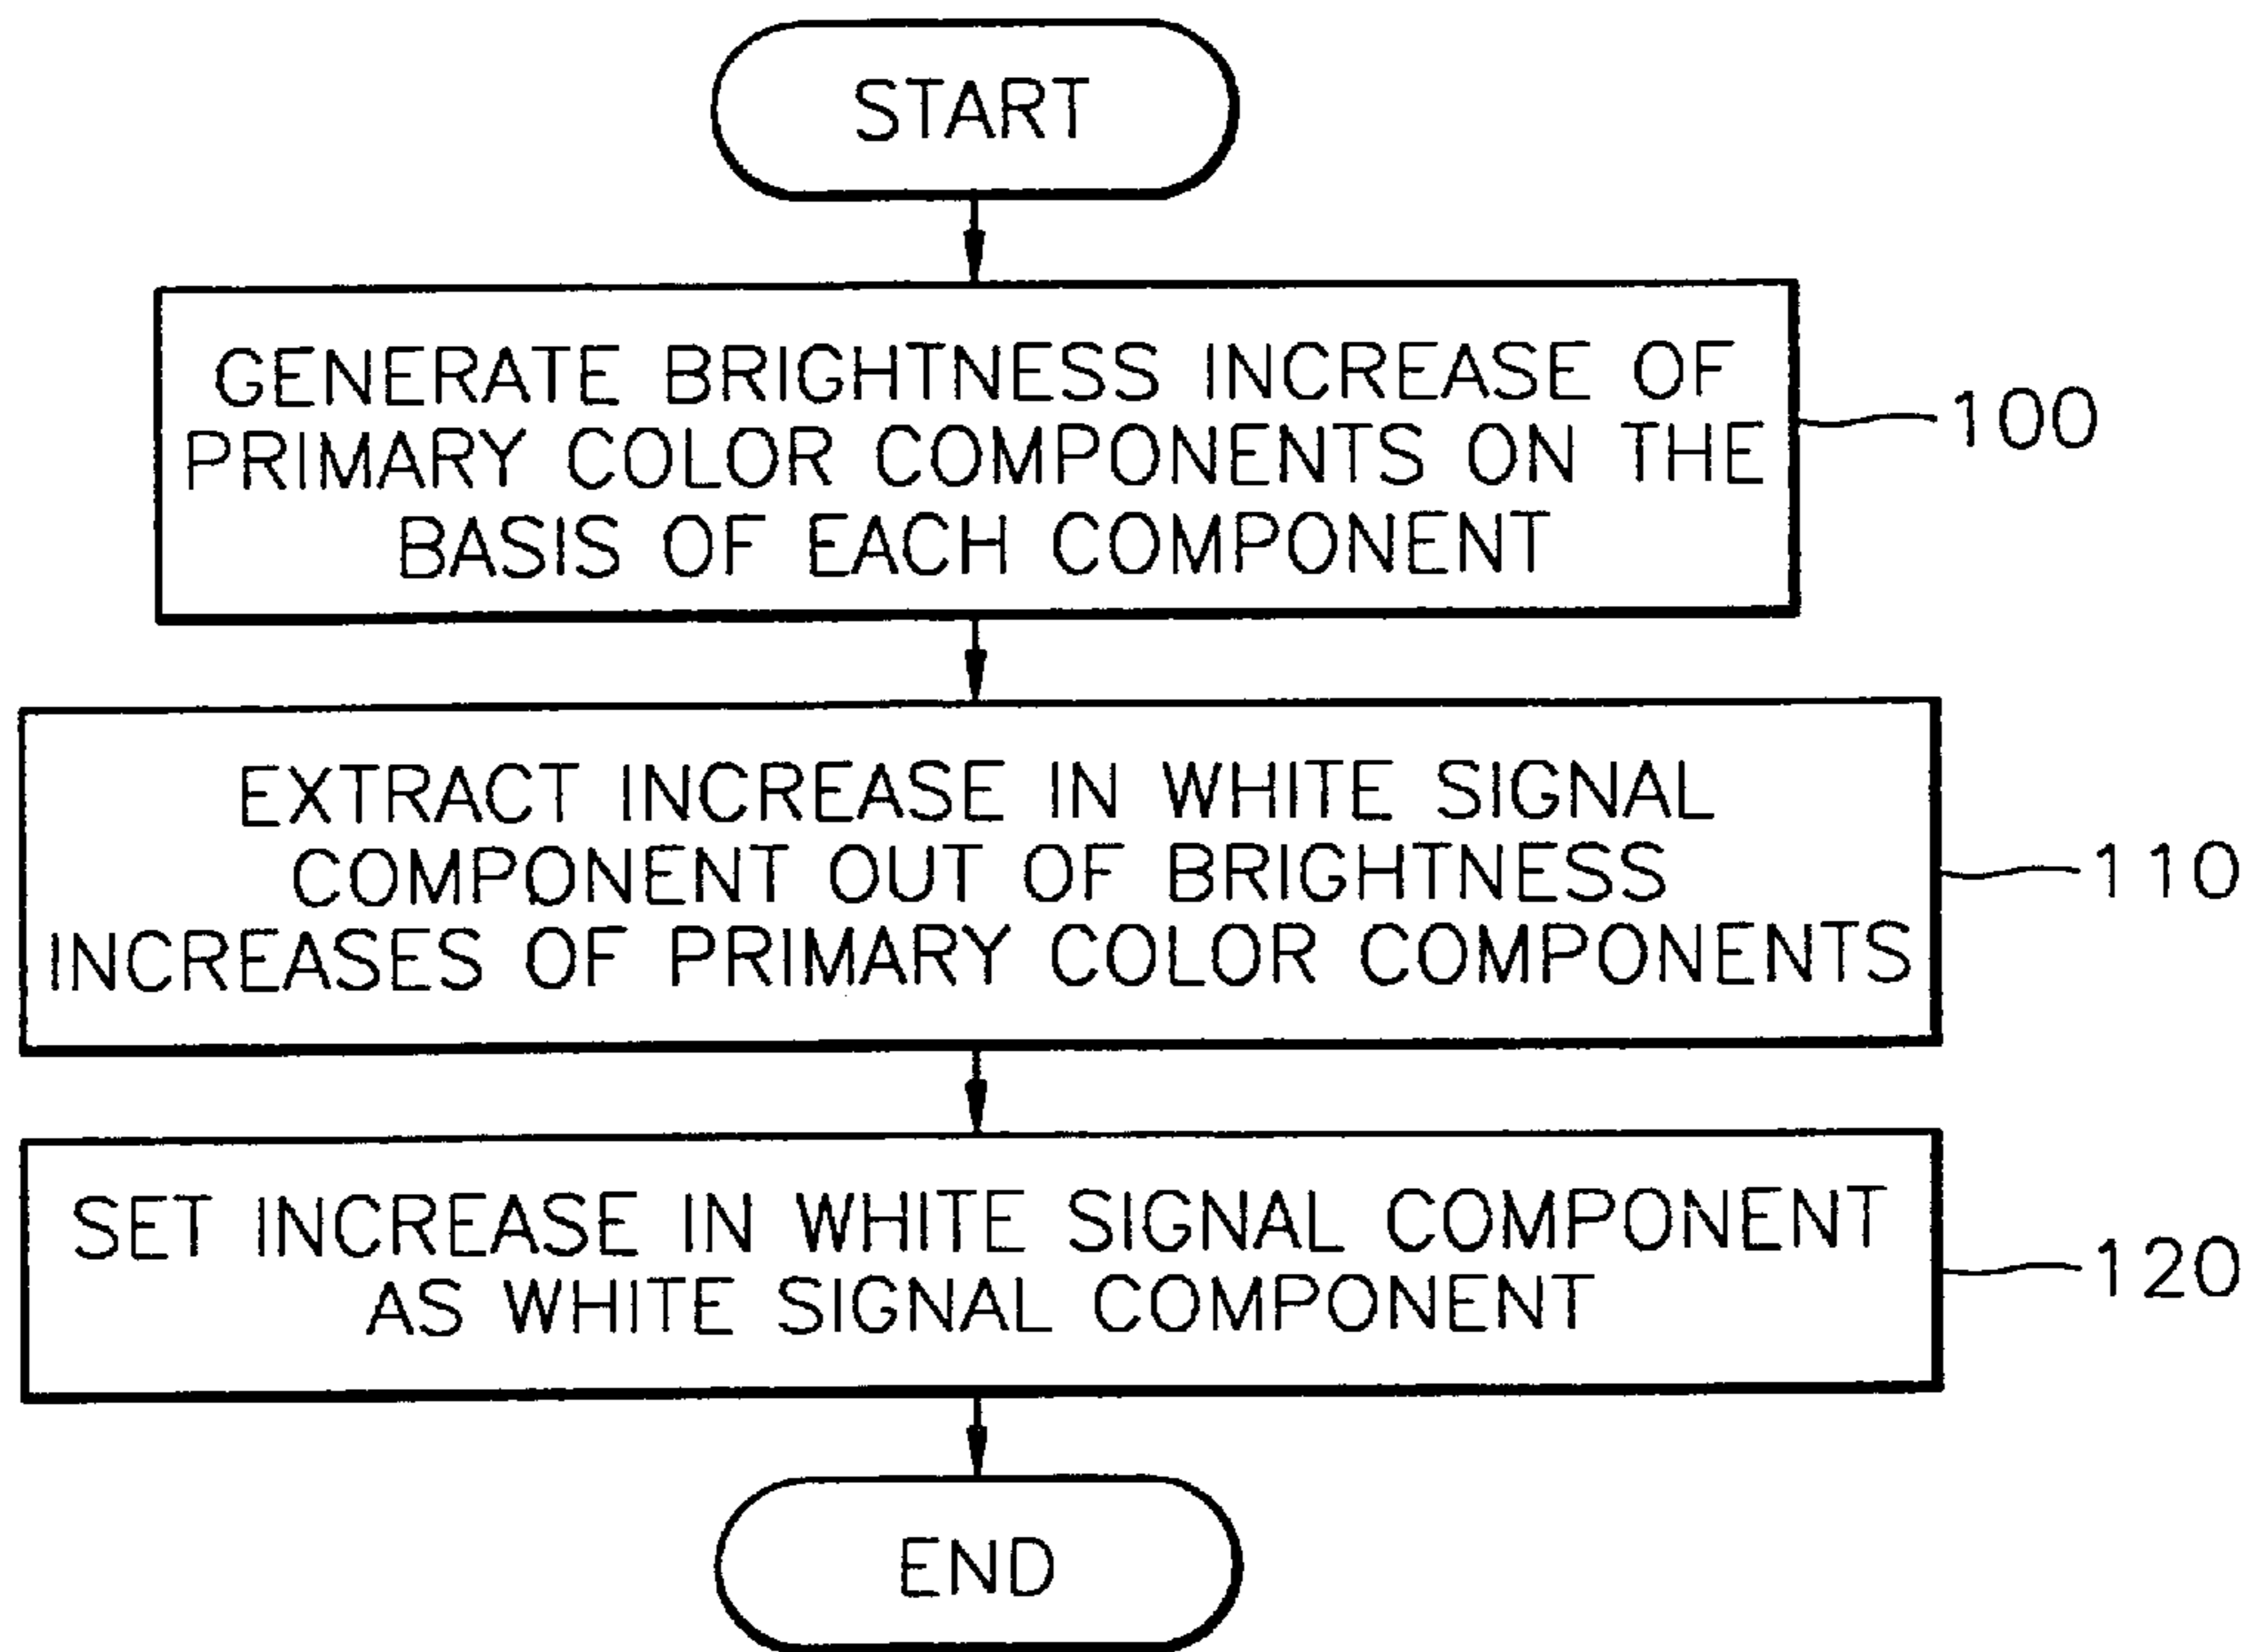 START
GENERATE BRIGHTNESS INCREASE OF
PRIMARY COLOR COMPONENTS ON THE
BASIS OF EACH COMPONENT
100
EXTRACT INCREASE IN WHITE SIGNAL
COMPONENT OUT OF BRIGHTNESS
INCREASES OF PRIMARY COLOR COMPONENTS
110
SET INCREASE IN WHITE SIGNAL COMPONENT
AS WHITE SIGNAL COMPONENT
120
END